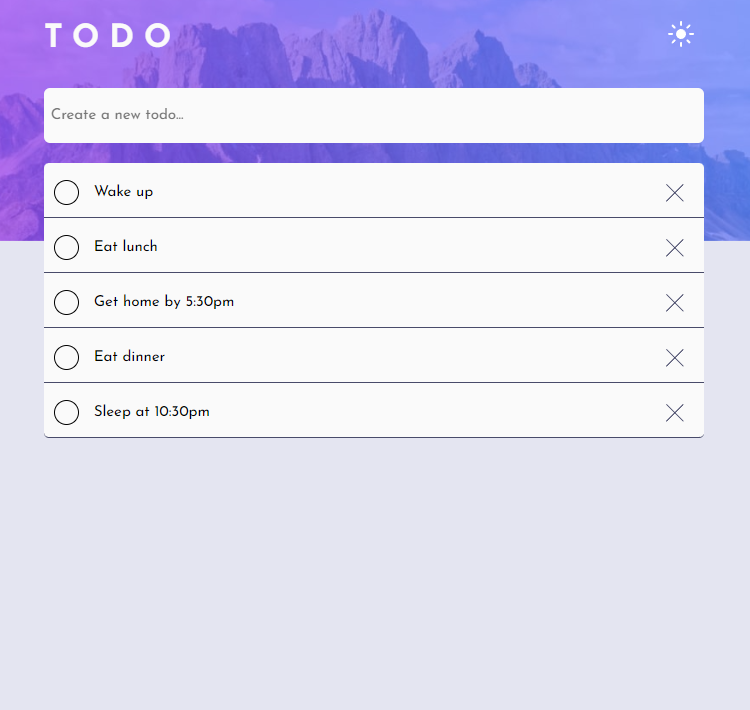 TODO
Create a new todo...
Wake up
Eat lunch
Get home by 5:30pm
Eat dinner
Sleep at 10:30pm